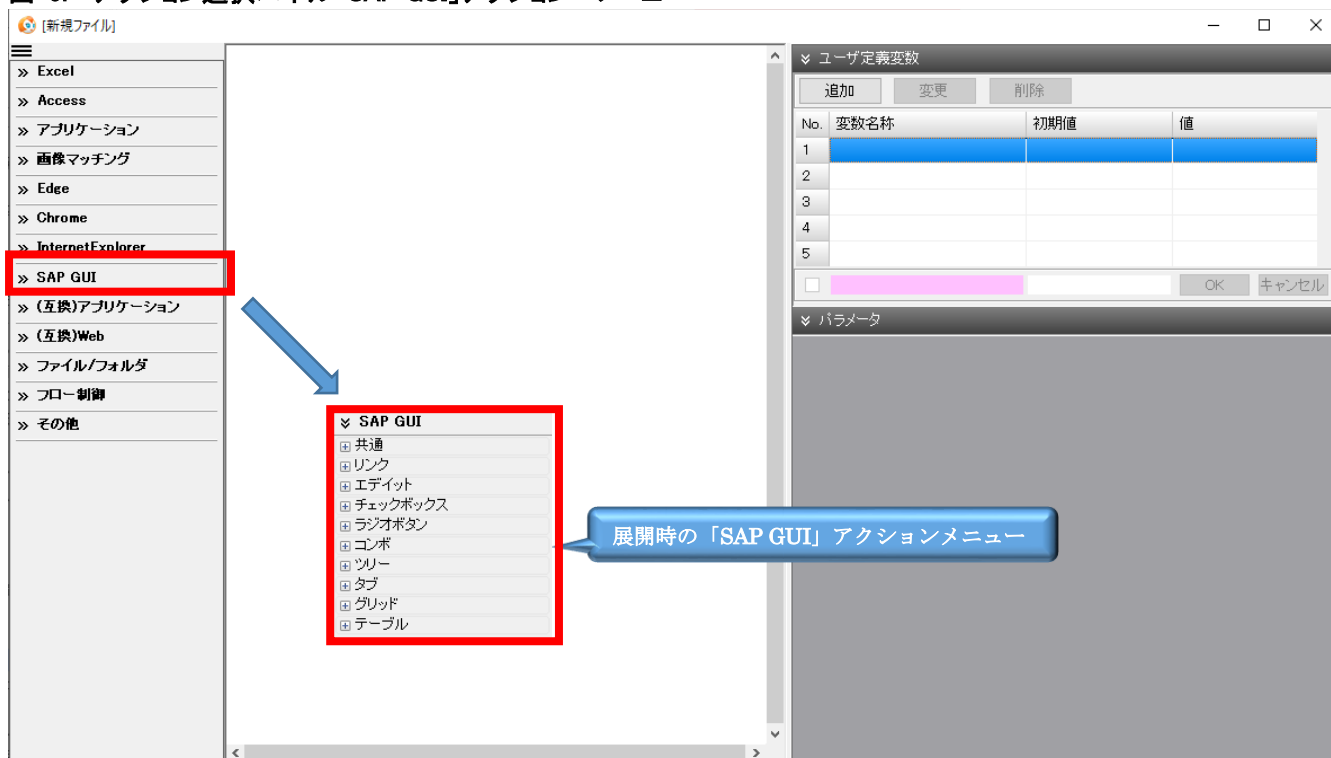 [新規ファイル]
Excel
Access
アプリケーション
画像マッチング
Edge
Chrome
InternetExplorer
SAP GUI
(互換)アプリケーション
(互換)Web
ファイル/フォルダ
フロー制御
その他
SAP GUI
共通
リンク
エデイット
チェックボックス
ラジオボタン
コンボ
ツリー
タブ
グリッド
テーブル
展開時の「SAP GUI」アクションメニュー
ユーザ定義変数
追加 変更 削除
No. 変数名称 初期値 値
1
2
3
4
5
OK キャンセル
パラメータ